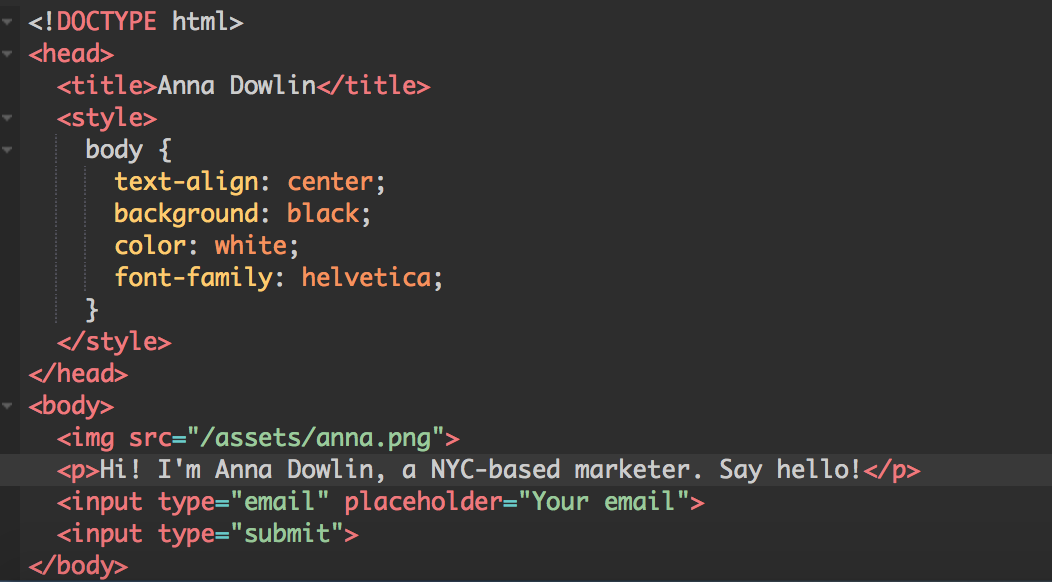 <!DOCTYPE html>
<head>
  <title>Anna Dowlin</title>
  <style>
    body {
      text-align: center;
      background: black;
      color: white;
      font-family: helvetica;
    }
  </style>
</head>
<body>
  <img src="/assets/anna.png">
  <p>Hi! I'm Anna Dowlin, a NYC-based marketer. Say hello!</p>
  <input type="email" placeholder="Your email">
  <input type="submit">
</body>